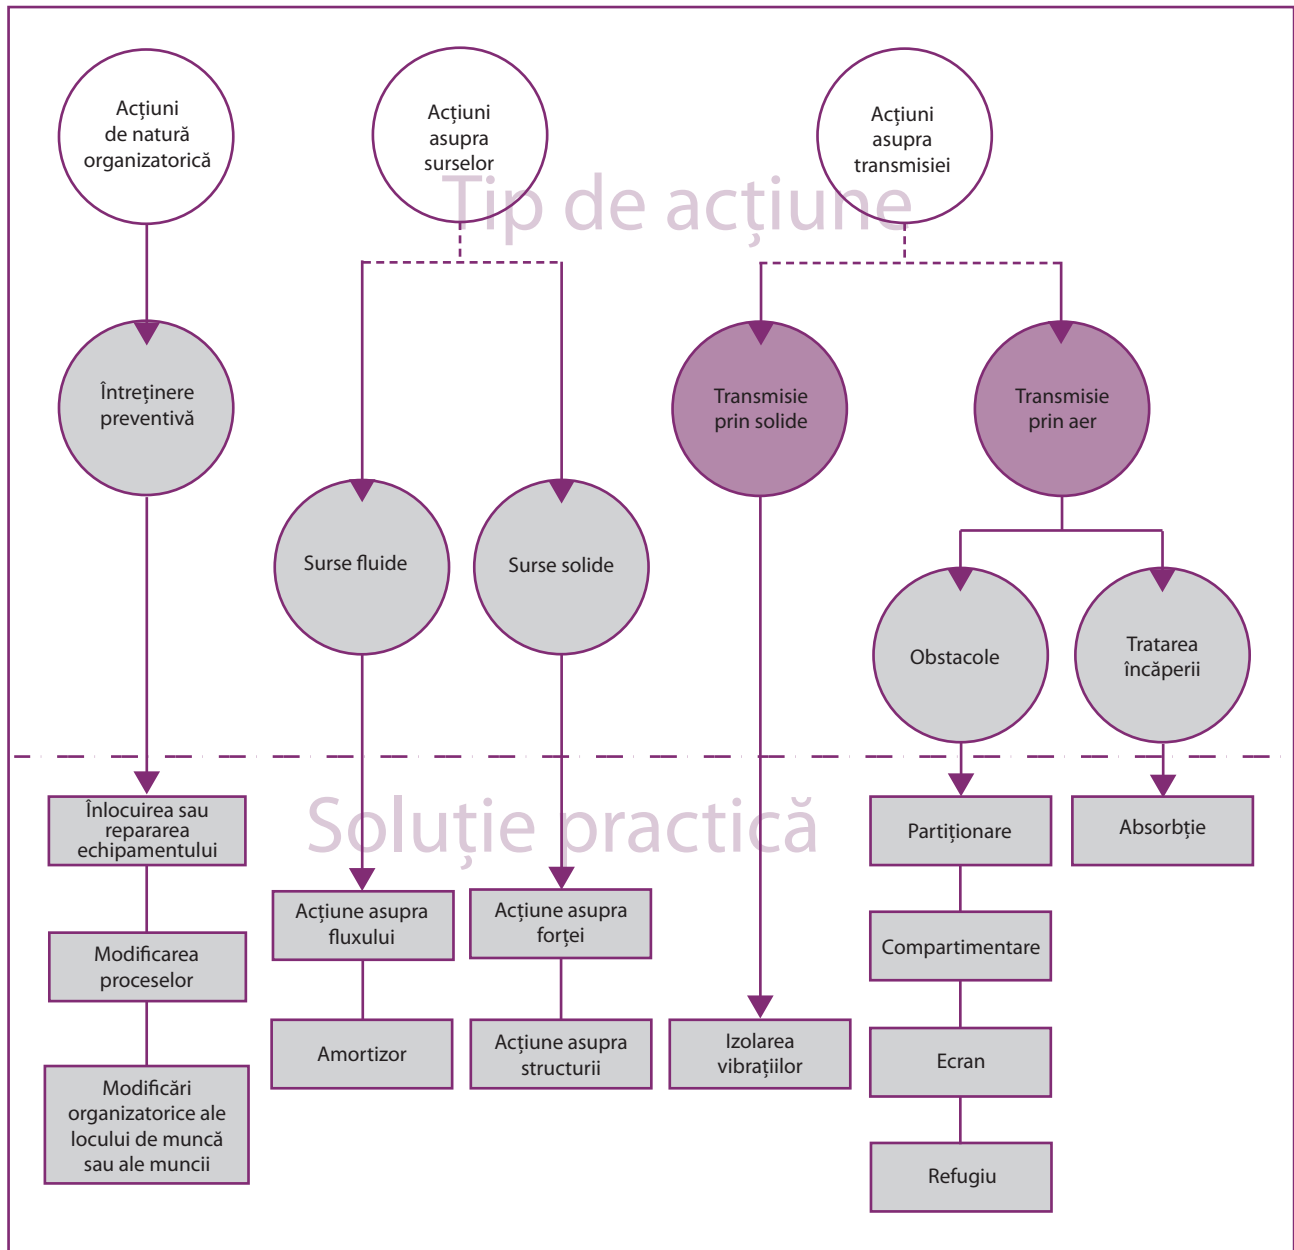 Acțiuni
de natură
organizatorică
Acțiuni
asupra
surselor
Acțiuni
asupra
transmisiei
Tip de acțiune
Întreținere
preventivă
Transmisie
prin solide
Transmisie
prin aer
Surse fluide
Surse solide
Obstacole
Tratarea
încăperii
Soluție practică
Înlocuirea sau
repararea
echipamentului
Modificarea
proceselor
Modificări
organizatorice ale
locului de muncă
sau ale muncii
Acțiune asupra
fluxului
Amortizor
Acțiune asupra
forței
Acțiune asupra
structurii
Izolarea
vibrațiilor
Partiționare
Compartimentare
Ecran
Refugiu
Absorbție